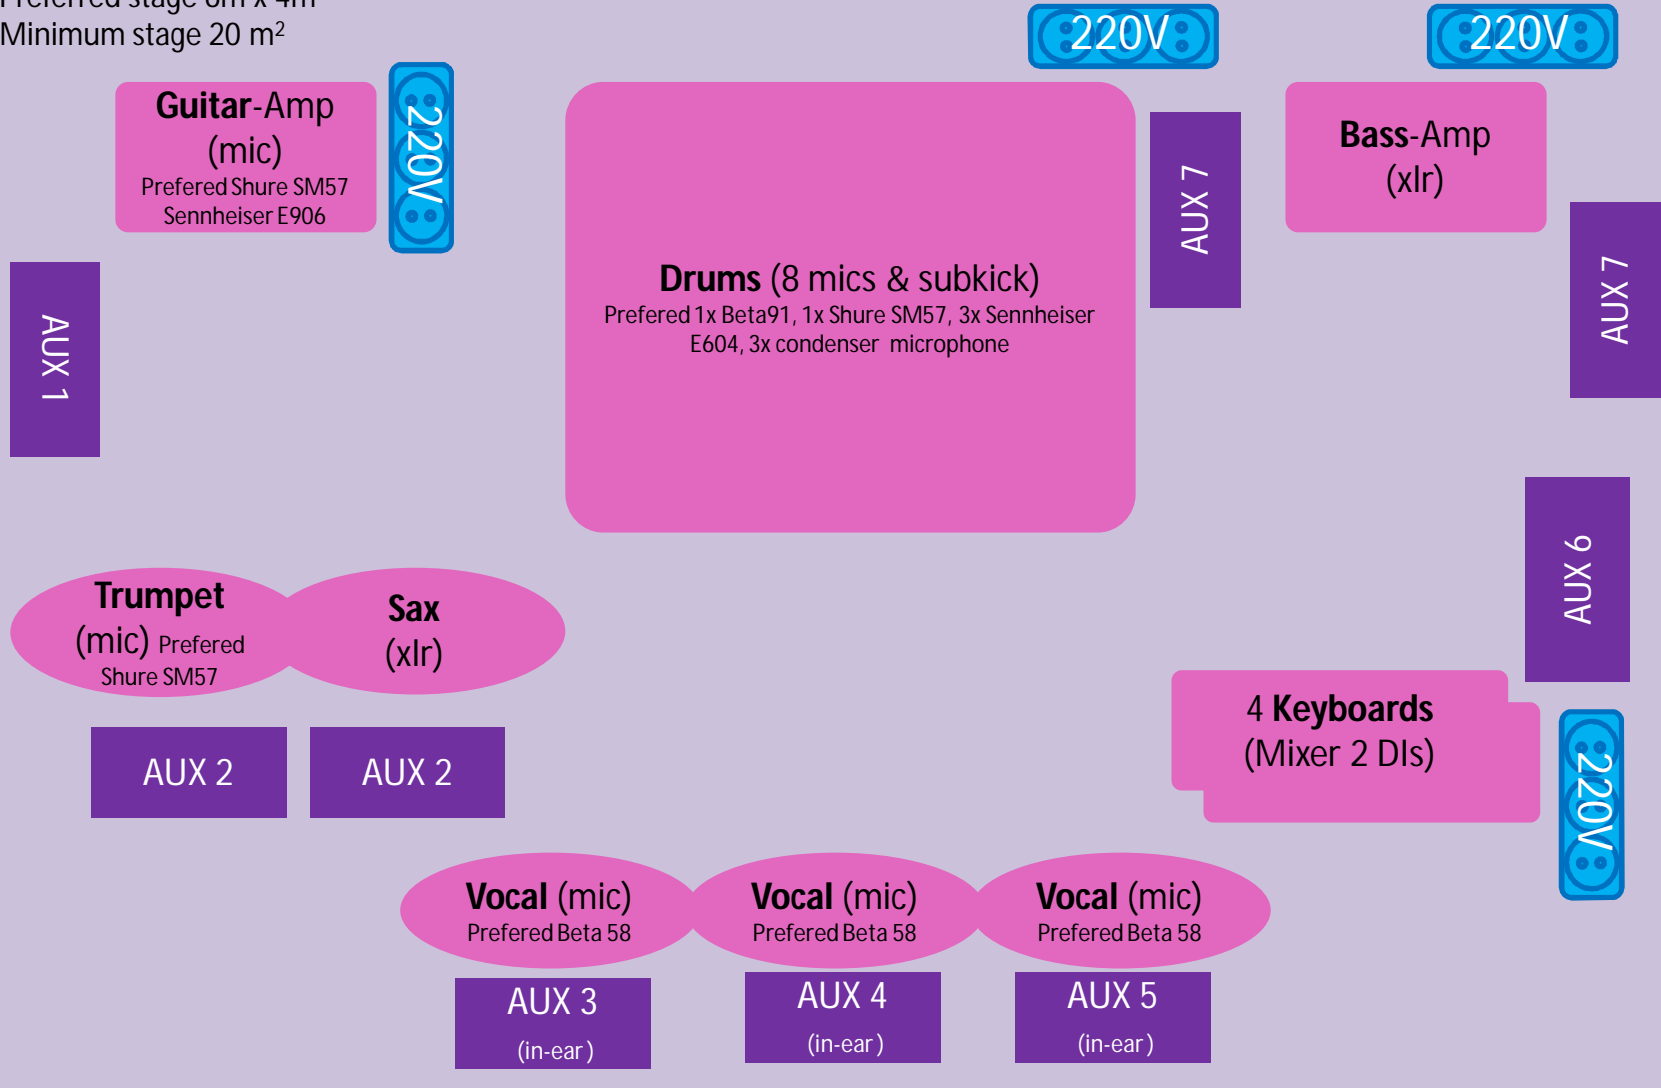 Preferred stage 6m x 4m
Minimum stage 20 m²
220V
220V
Guitar-Amp
(mic)
Prefered Shure SM57
Sennheiser E906
220V
Drums (8 mics & subkick)
Prefered 1x Beta91, 1x Shure SM57, 3x Sennheiser
E604, 3x condenser microphone
AUX 7
Bass-Amp
(xlr)
AUX 7
AUX 1
AUX 6
Trumpet
(mic) Prefered
Shure SM57
Sax
(xlr)
AUX 2
AUX 2
4 Keyboards
(Mixer 2 DIs)
220V
Vocal (mic)
Prefered Beta 58
Vocal (mic)
Prefered Beta 58
Vocal (mic)
Prefered Beta 58
AUX 3
(in-ear)
AUX 4
(in-ear)
AUX 5
(in-ear)